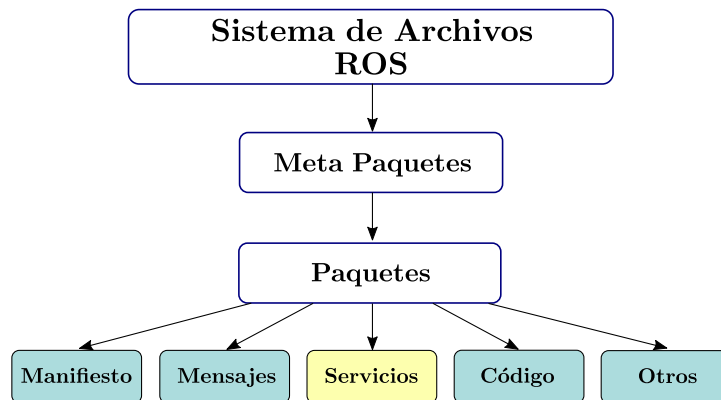 Sistema de Archivos
ROS
Meta Paquetes
Paquetes
Manifiesto
Mensajes
Servicios
Código
Otros